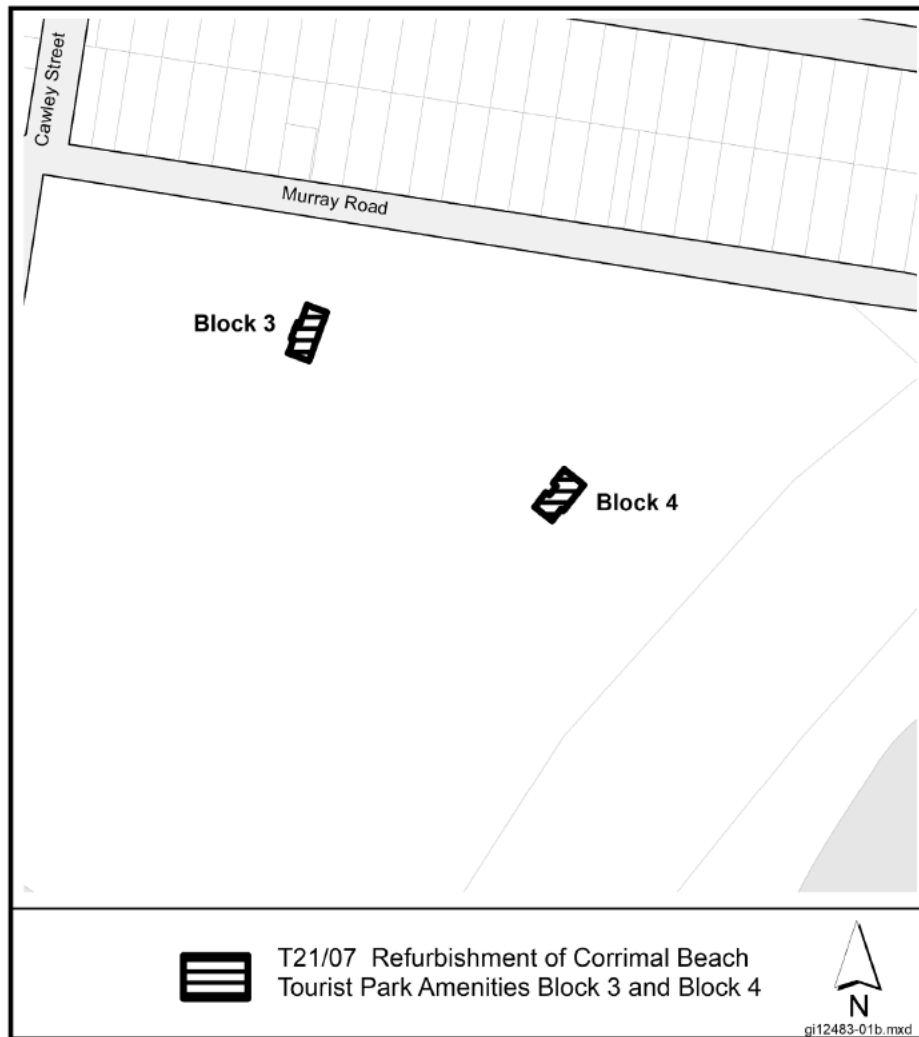 Cawley Street
Murray Road
Block 3
Block 4
T21/07 Refurbishment of Corrimal Beach
Tourist Park Amenities Block 3 and Block 4
N
gi12483-01b.mxd